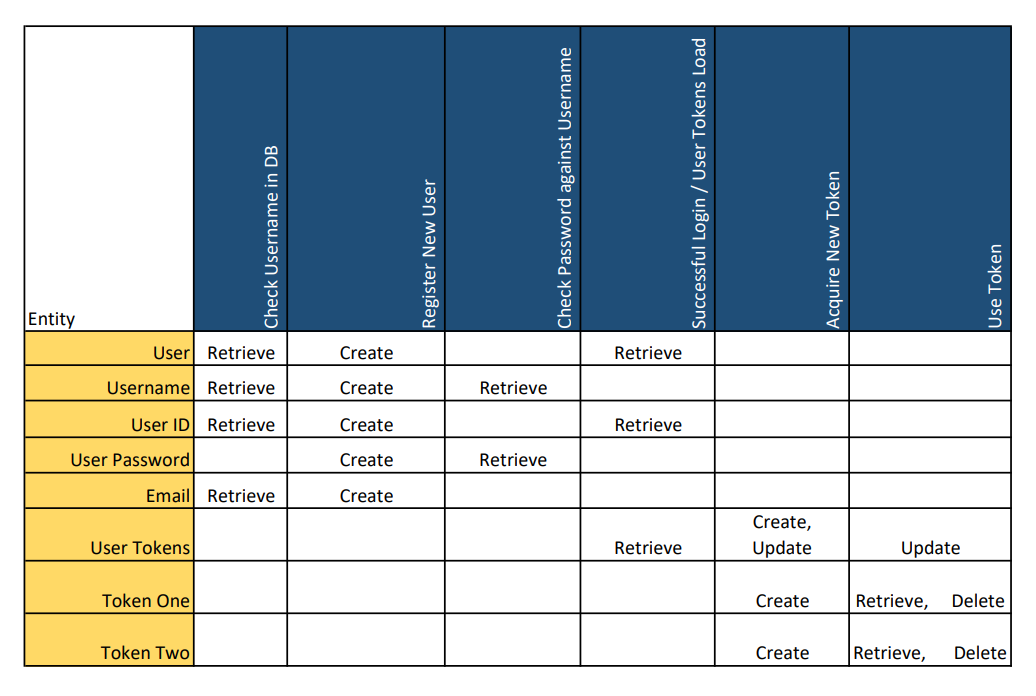 Entity
Check Username in DB
Register New User
Check Password against Username
Successful Login / User Tokens Load
Acquire New Token
Use Token
User Retrieve Create Retrieve
Username Retrieve Create Retrieve
User ID Retrieve Create Retrieve
User Password Create Retrieve
Email Retrieve Create
Create,
User Tokens Retrieve Update Update
Token One Create Retrieve, Delete
Token Two Create Retrieve, Delete